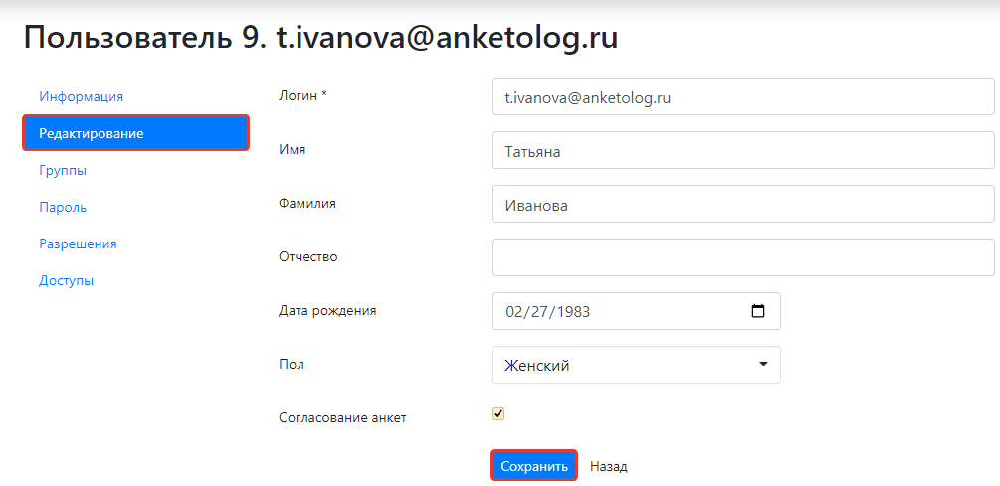 Пользователь 9. t.ivanova@anketolog.ru
Информация
Редактирование
Группы
Пароль
Разрешения
Доступы
Логин *
t.ivanova@anketolog.ru
Имя
Татьяна
Фамилия
Иванова
Отчество
Дата рождения
02/27/1983
Пол
Женский
Согласование анкет
Сохранить
Назад